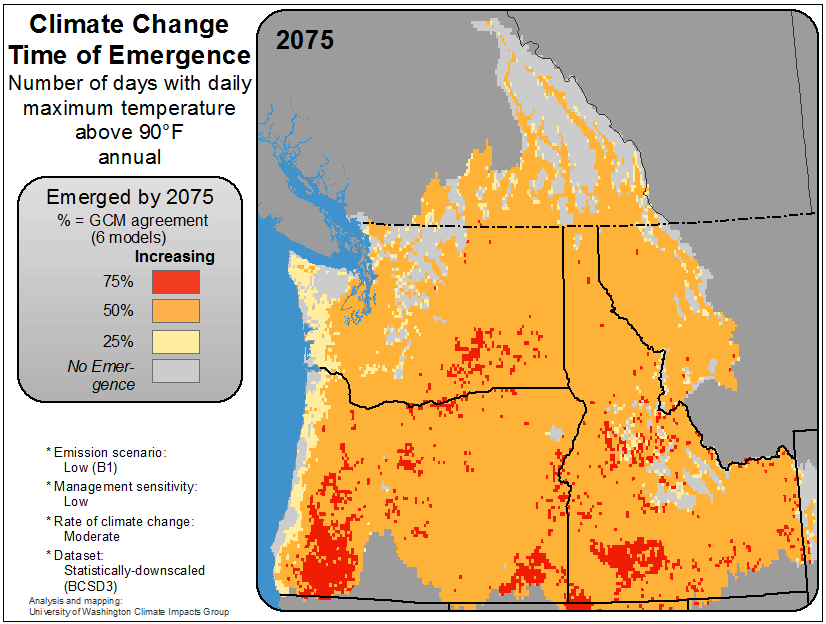 Climate Change
Time of Emergence
Number of days with daily
maximum temperature
above 90°F
annual
2075
Emerged by 2075
% = GCM agreement
(6 models)
Increasing
75%
50%
25%
No Emer-
gence
* Emission scenario:
Low (B1)
* Management sensitivity:
Low
* Rate of climate change:
Moderate
* Dataset:
Statistically-downscaled
(BCSD3)
Analysis and mapping:
University of Washington Climate Impacts Group